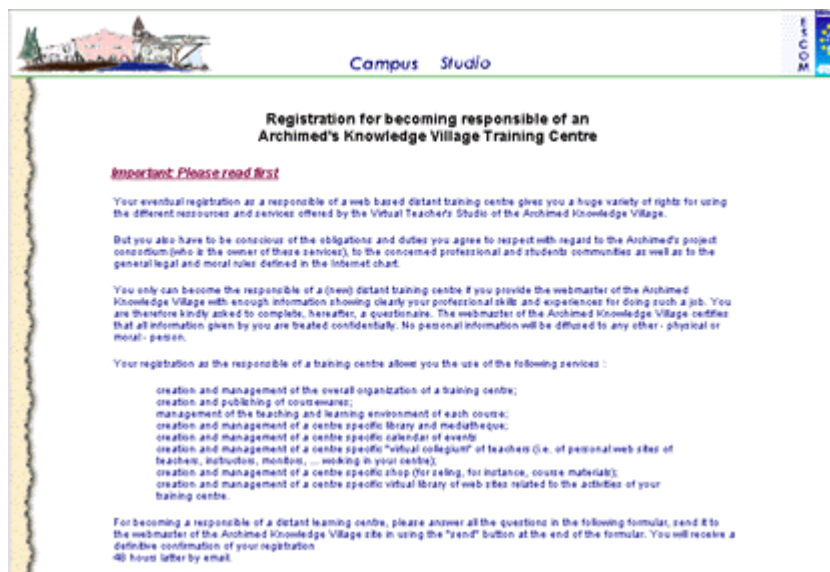 Campus Studio
ESCOM
Registration for becoming responsible of an
Archimed's Knowledge Village Training Centre
Important: Please read first
Your eventual registration as a responsible of a web based distant training centre gives you a huge variety of rights for using
the different ressources and services offered by the Virtual Teacher's Studio of the Archimed Knowledge Village.
But you also have to be conscious of the obligations and duties you agree to respect with regard to the Archimed's project
consortium (who is the owner of these services), to the concerned professional and students communities as well as to the
general legal and moral rules defined in the Internet chart.
You only can become the responsible of a (new) distant training centre if you provide the webmaster of the Archimed
Knowledge Village with enough information showing clearly your professional skills and experiences for doing such a job. You
are therefore kindly asked to complete, hereafter, a questionaire. The webmaster of the Archimed Knowledge Village certifies
that all information given by you are treated confidentially. No personal information will be diffused to any other - physical or
moral - person.
Your registration as the responsible of a training centre allows you the use of the following services :
creation and management of the overall organization of a training centre;
creation and publishing of coursewares;
management of the teaching and learning environment of each course;
creation and management of a centre specific library and mediatheque;
creation and management of a centre specific calendar of events
creation and management of a centre specific "virtual collegium" of teachers (i.e. of personal web sites of
teachers, instructors, monitors, ... working in your centre);
creation and management of a centre specific shop (for seling, for instance, course materials);
creation and management of a centre specific virtual library of web sites related to the activities of your
training centre.
For becoming a responsible of a distant learning centre, please answer all the questions in the following formular, send it to
the webmaster of the Archimed Knowledge Village site in using the "send" button at the end of the formular. You will receive a
definitive confirmation of your registration
48 hours latter by email.